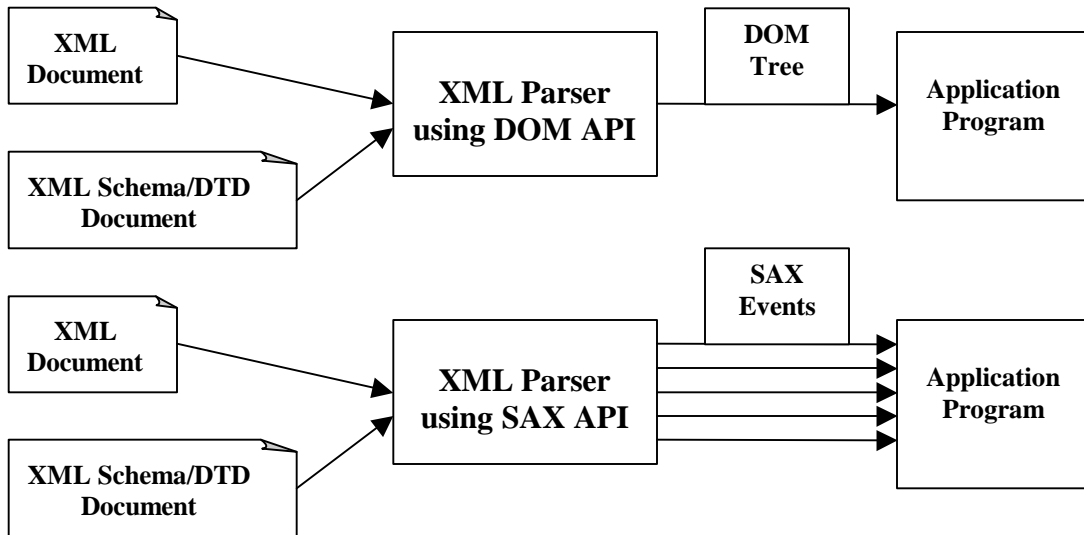 XML
Document
XML Schema/DTD
Document
XML Parser
using DOM API
DOM
Tree
Application
Program
XML
Document
XML Schema/DTD
Document
XML Parser
using SAX API
SAX
Events
Application
Program